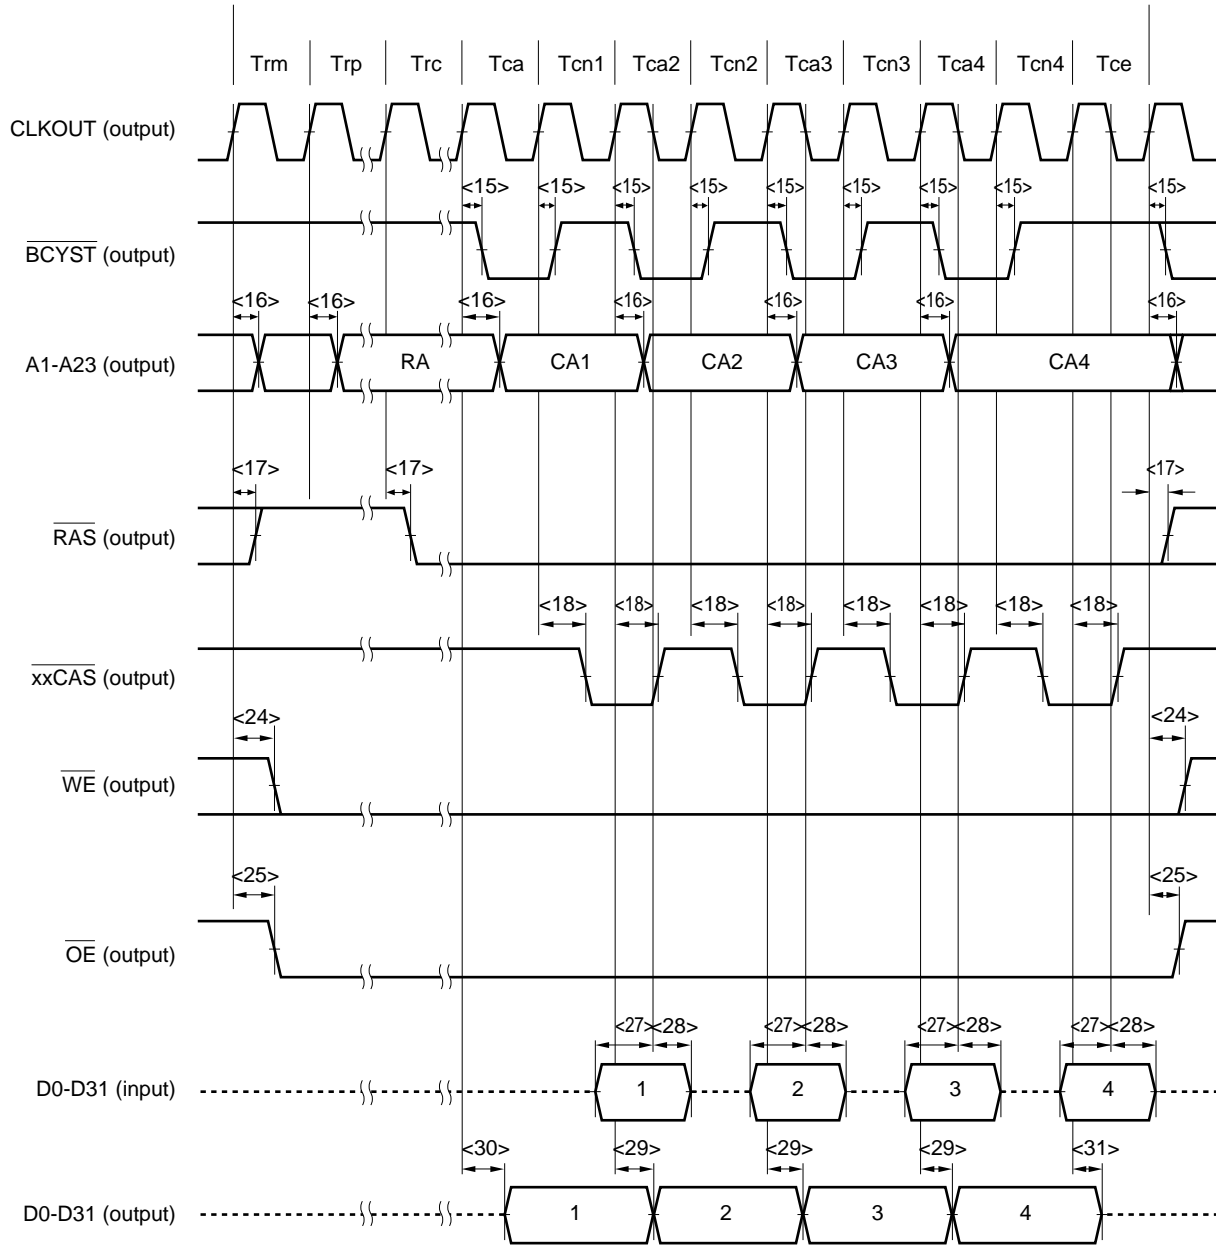 Trm Trp Trc Tca Tcn1 Tca2 Tcn2 Tca3 Tcn3 Tca4 Tcn4 Tce
CLKOUT (output)
<15> <15> <15> <15> <15> <15> <15> <15> <15>
BCYST (output)
<16> <16> <16> <16> <16> <16> <16>
A1-A23 (output) RA CA1 CA2 CA3 CA4
<17> <17> <17>
RAS (output)
<18> <18> <18> <18> <18> <18> <18> <18>
xxCAS (output)
<24> <24>
WE (output)
<25> <25>
OE (output)
<27> <28> <27> <28> <27> <28> <27> <28>
D0-D31 (input) 1 2 3 4
<30> <29> <29> <29> <31>
D0-D31 (output) 1 2 3 4